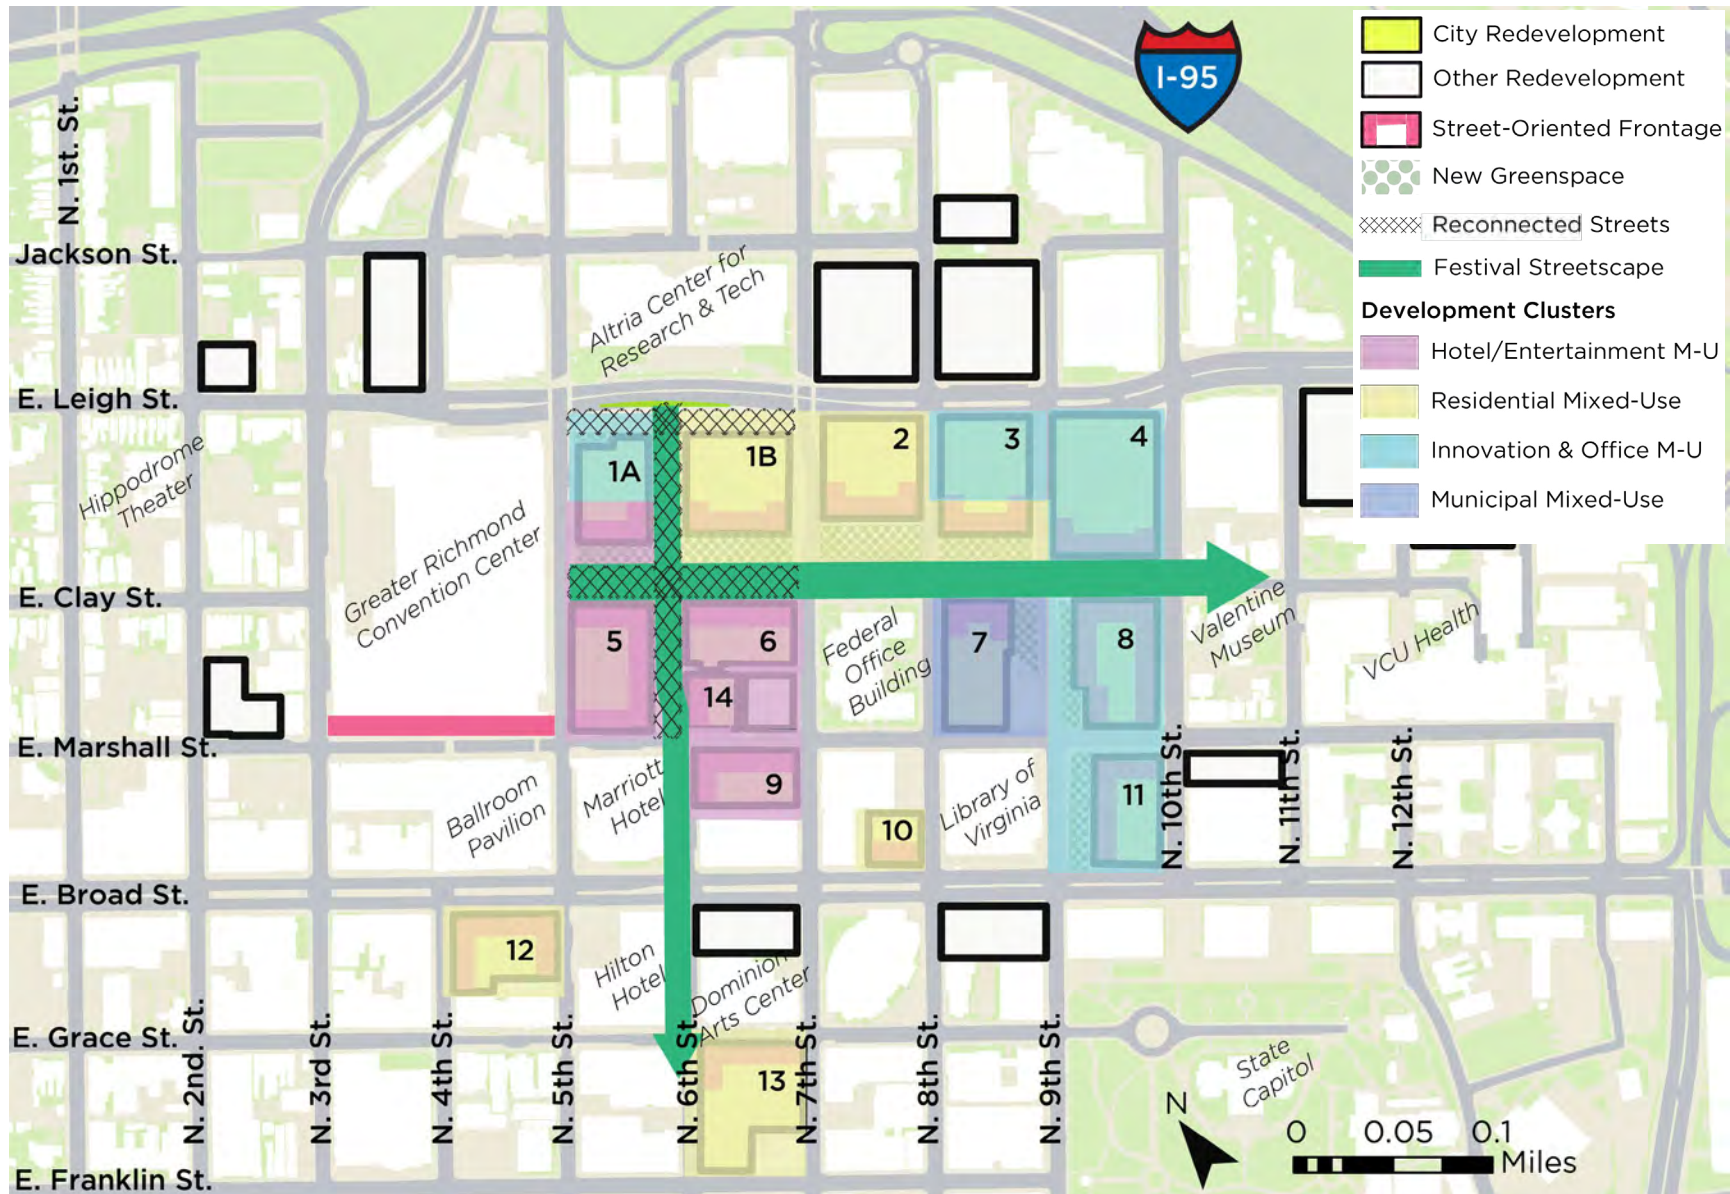 I-95
City Redevelopment
Other Redevelopment
Street-Oriented Frontage
New Greenspace
Reconnected Streets
Festival Streetscape
Development Clusters
Hotel/Entertainment M-U
Residential Mixed-Use
Innovation & Office M-U
Municipal Mixed-Use
N. 1st. St.
Jackson St.
E. Leigh St.
E. Clay St.
E. Marshall St.
E. Broad St.
E. Grace St.
E. Franklin St.
N. 2nd. St.
N. 3rd St.
N. 4th St.
N. 5th St.
N. 6th St.
N. 7th St.
N. 8th St.
N. 9th St.
N. 10th St.
N. 11th St.
N. 12th St.
Altria Center for
Research & Tech
Hippodrome
Theater
Greater Richmond
Convention Center
Federal
Office
Building
Valentine
Museum
VCU Health
Ballroom
Pavilion
Marriott
Hotel
Library of
Virginia
Hilton
Hotel
Dominion
Arts Center
State
Capitol
1A
1B
2
3
4
5
6
7
8
14
9
10
11
12
13
N
0 0.05 0.1
Miles